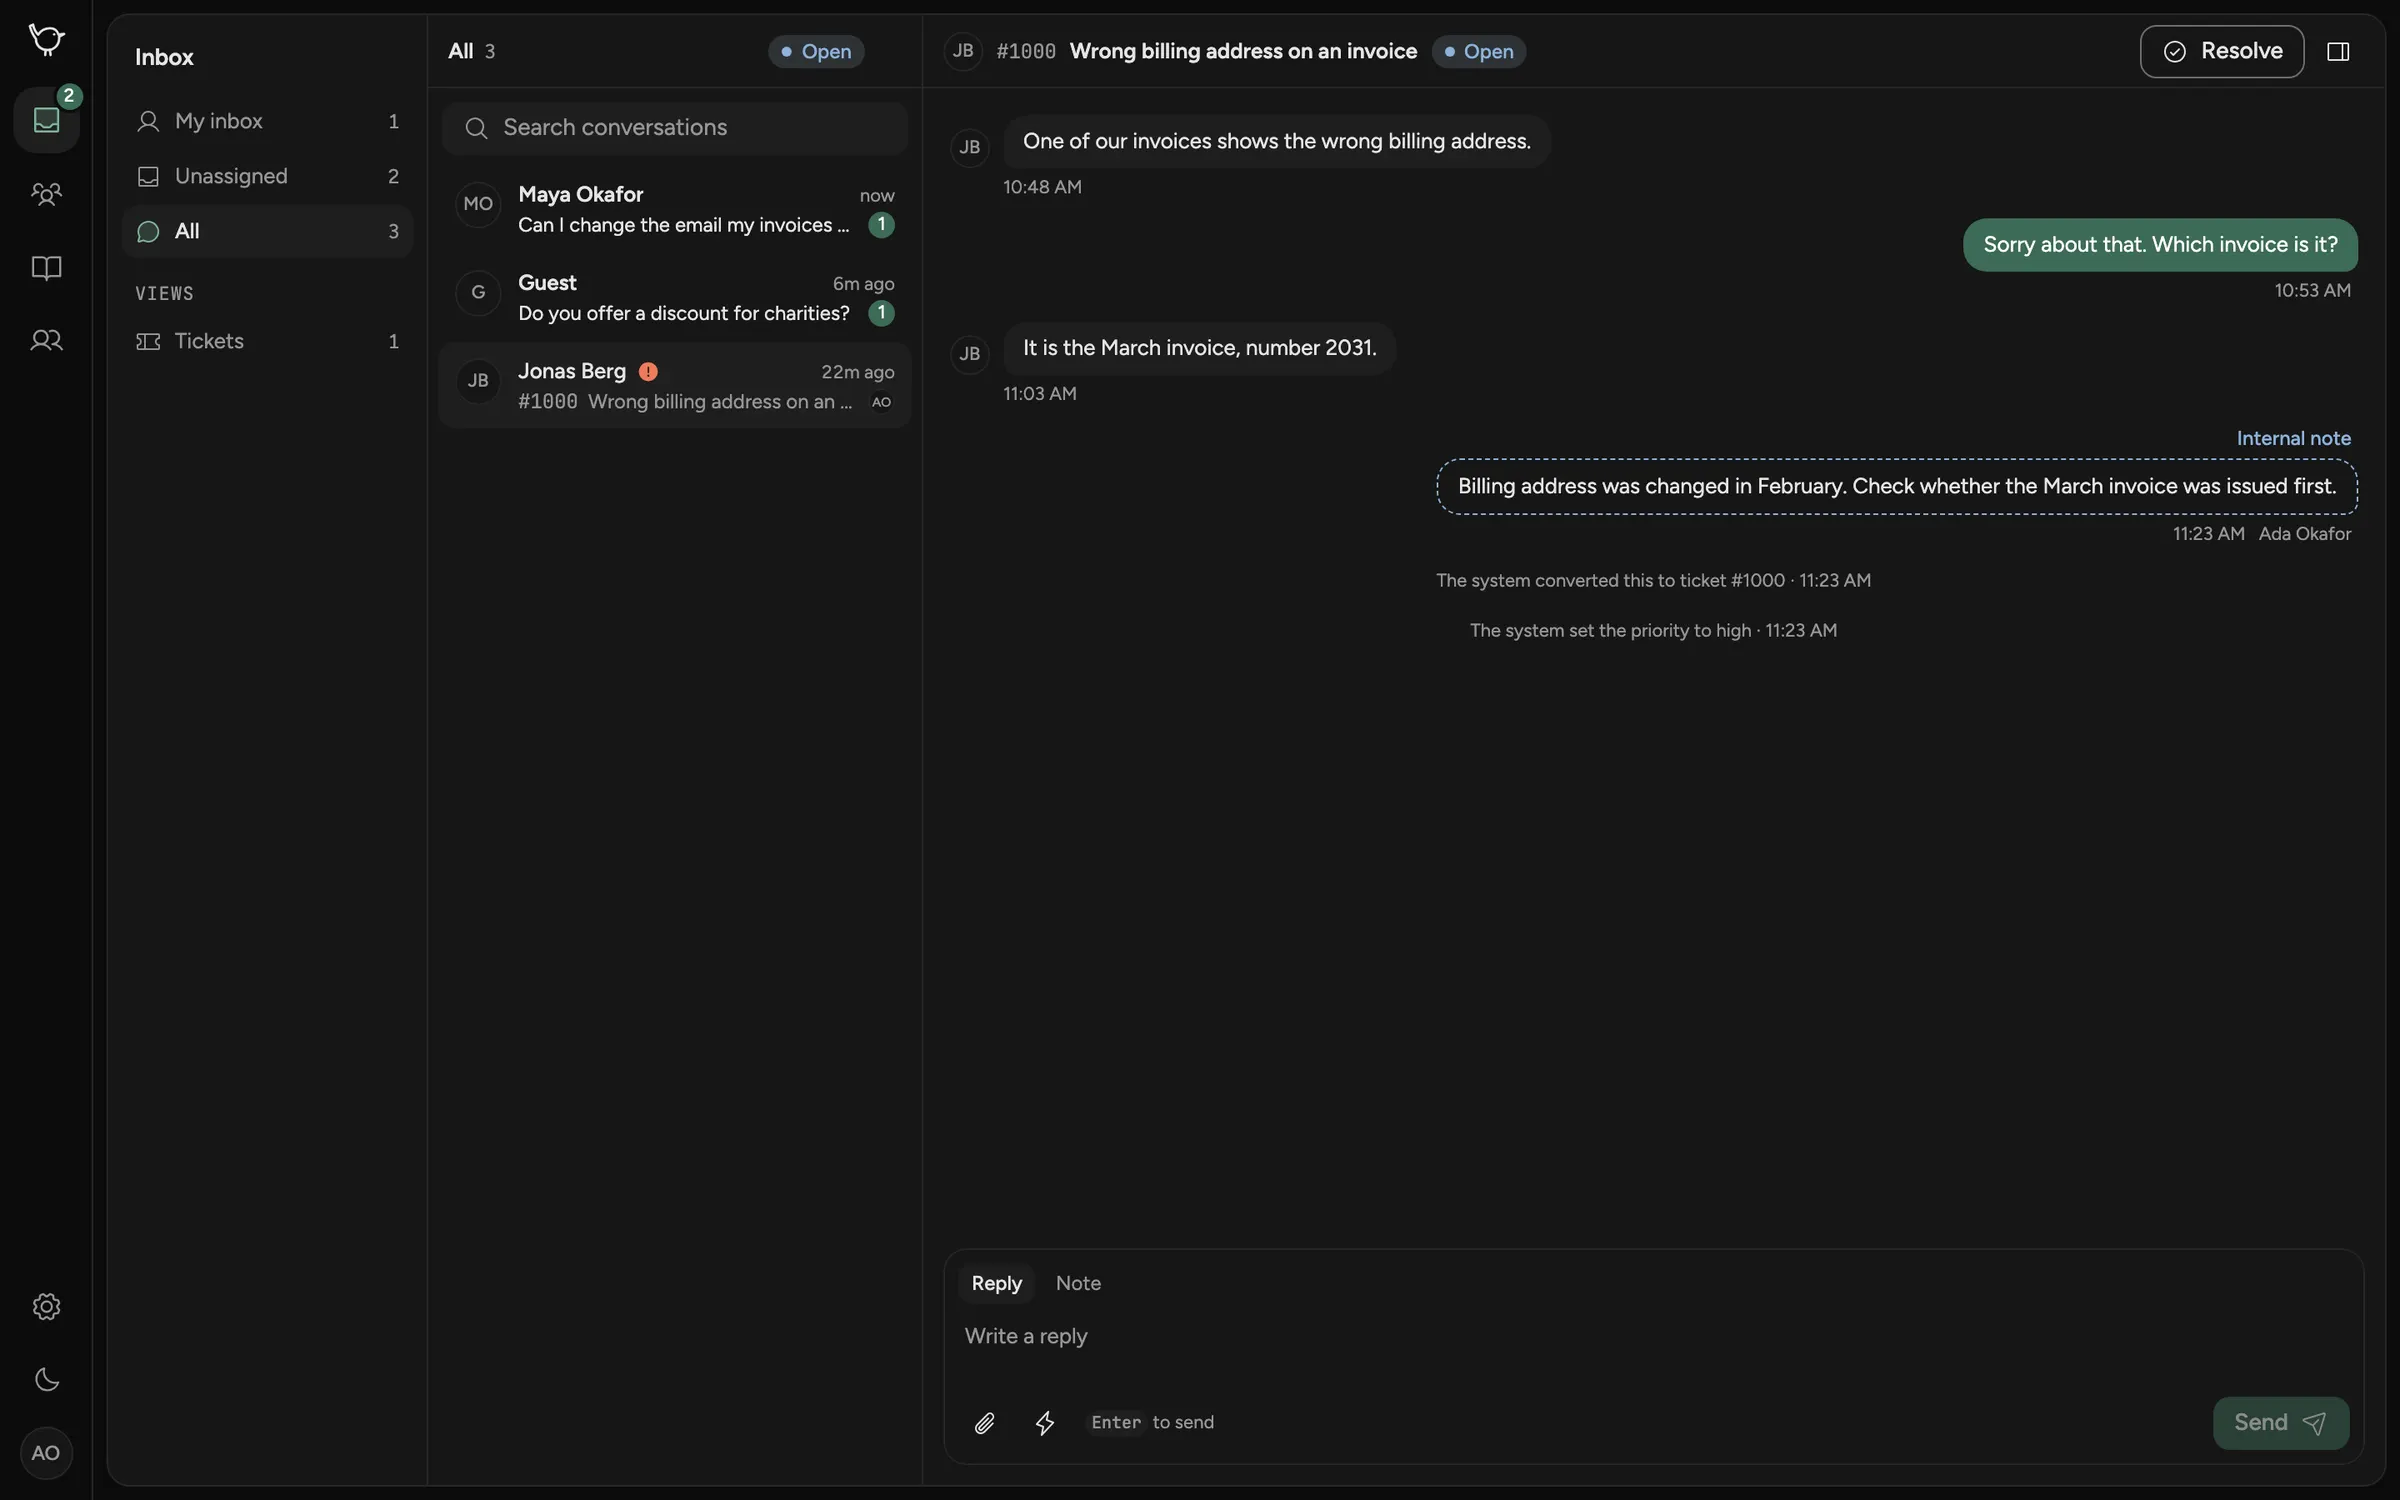 2
Inbox
My inbox 1
Unassigned 2
All 3
VIEWS
Tickets 1
AO
All 3 Open
Search conversations
MO Maya Okafor now
Can I change the email my invoices ... 1
G Guest 6m ago
Do you offer a discount for charities? 1
JB Jonas Berg ! 22m ago
#1000 Wrong billing address on an ... AO
JB #1000 Wrong billing address on an invoice Open Resolve
JB One of our invoices shows the wrong billing address.
10:48 AM
Sorry about that. Which invoice is it?
10:53 AM
JB It is the March invoice, number 2031.
11:03 AM
Internal note
Billing address was changed in February. Check whether the March invoice was issued first.
11:23 AM Ada Okafor
The system converted this to ticket #1000 · 11:23 AM
The system set the priority to high · 11:23 AM
Reply Note
Write a reply
Enter to send Send